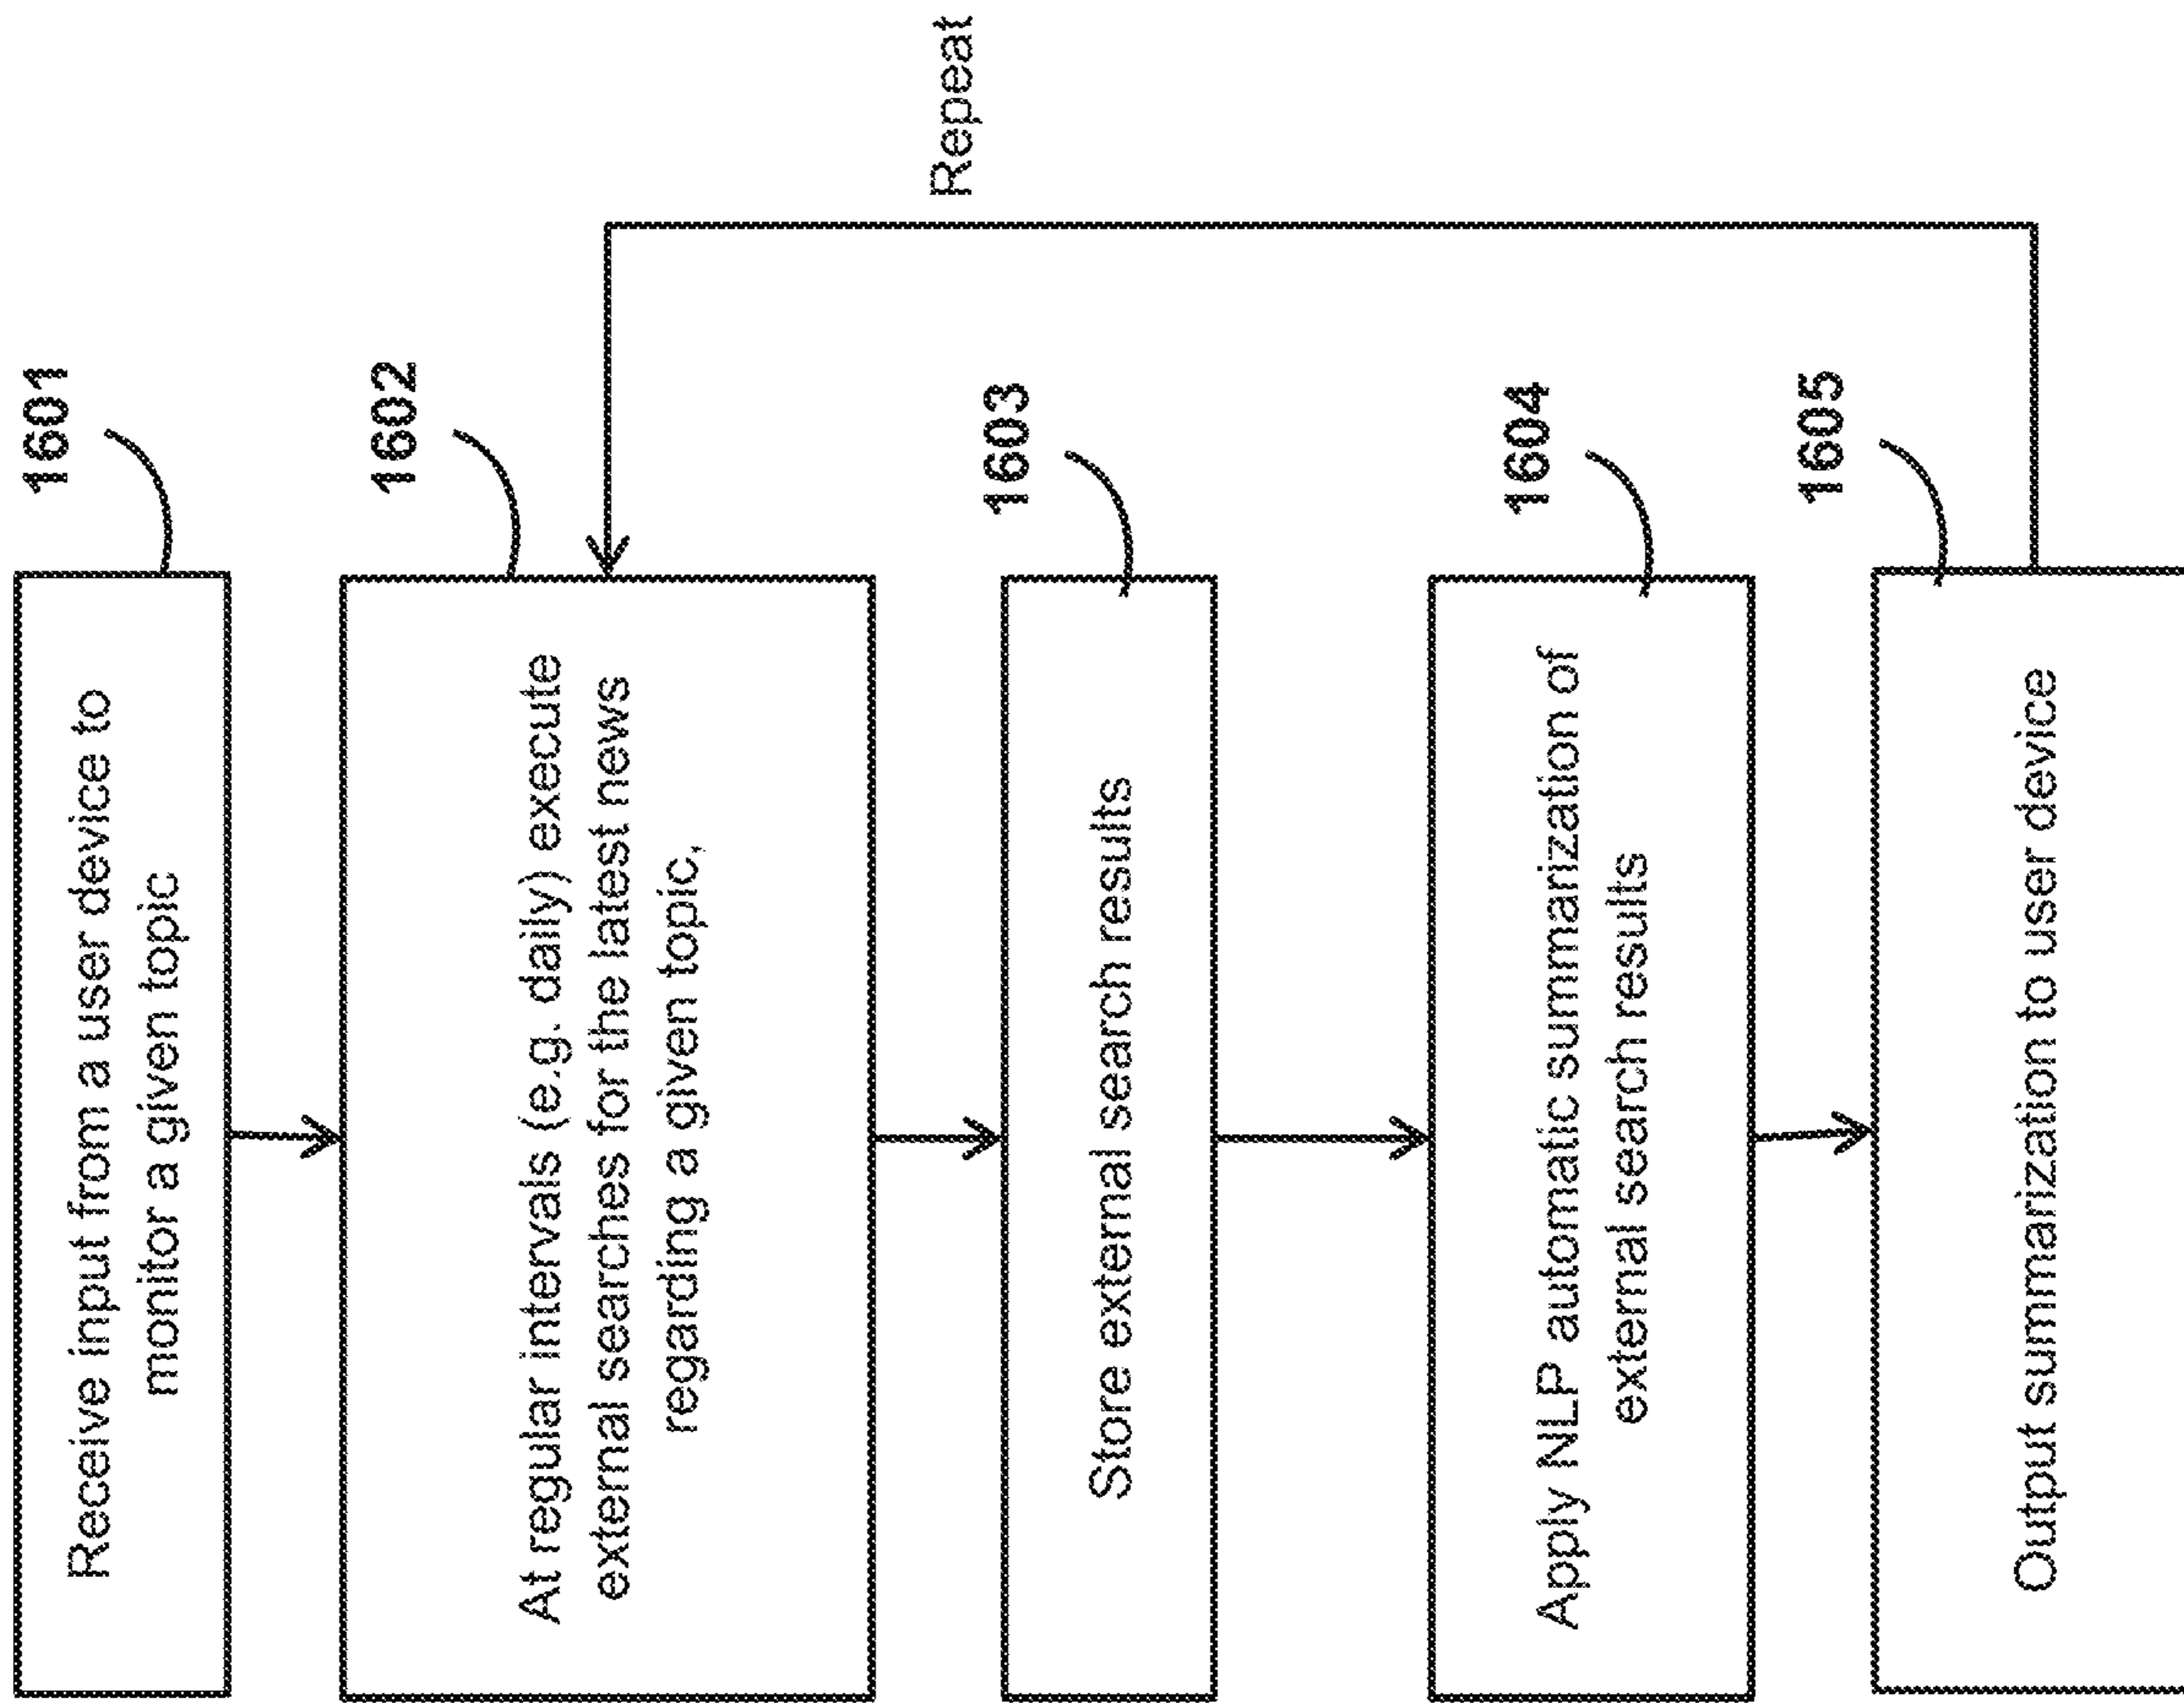 1601
Receive input from a user device to
monitor a given topic
1602
At regular intervals (e.g. daily) execute
external searches for the latest news
regarding a given topic,
Repeat
1603
Store external search results
1604
Apply NLP automatic summarization of
external search results
1605
Output summarization to user device